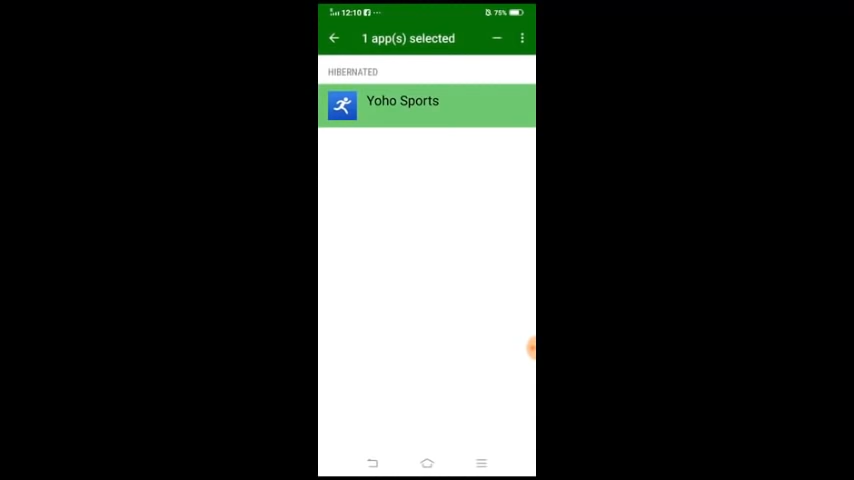 12:10
75%
1 app(s) selected
HIBERNATED
Yoho Sports